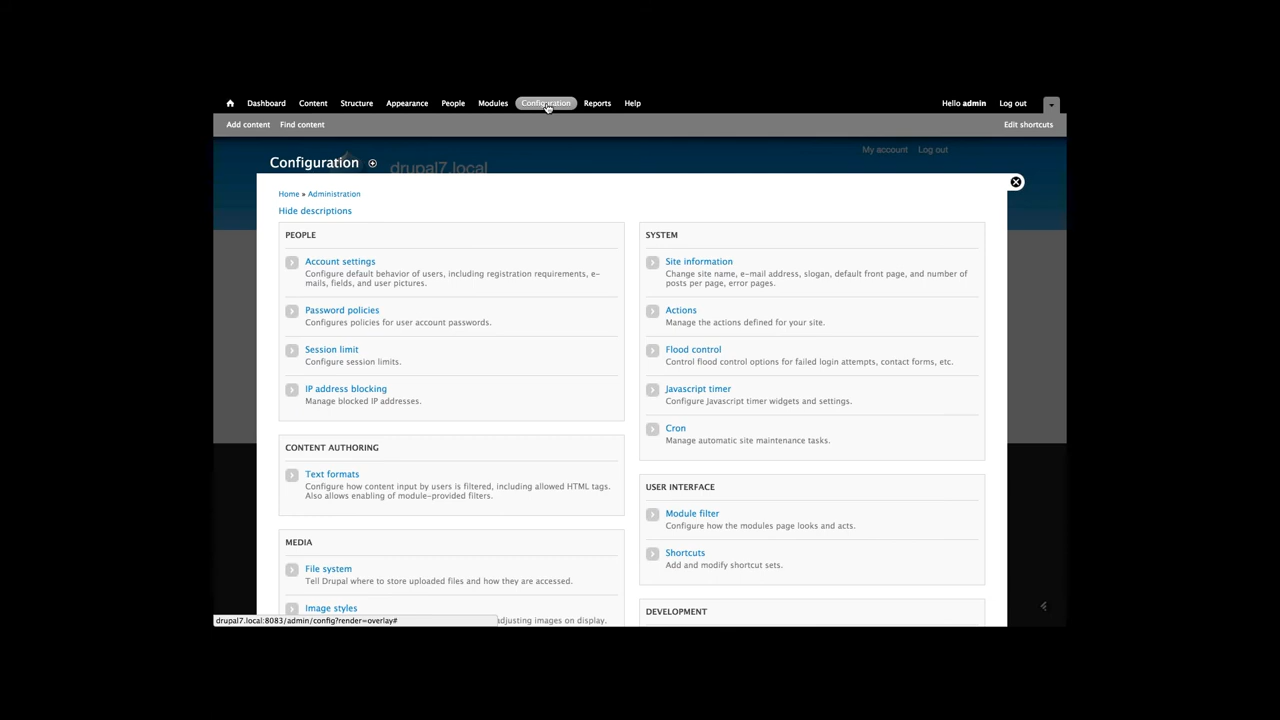 Dashboard Content Structure Appearance People Modules Configuration Reports Help Hello admin Log out
Add content Find content Edit shortcuts
My account Log out
Configuration
drupal7.local
Home » Administration
Hide descriptions
PEOPLE
Account settings
Configure default behavior of users, including registration requirements, e-
mails, fields, and user pictures.
Password policies
Configures policies for user account passwords.
Session limit
Configure session limits.
IP address blocking
Manage blocked IP addresses.
CONTENT AUTHORING
Text formats
Configure how content input by users is filtered, including allowed HTML tags.
Also allows enabling of module-provided filters.
MEDIA
File system
Tell Drupal where to store uploaded files and how they are accessed.
Image styles
adjusting images on display.
SYSTEM
Site information
Change site name, e-mail address, slogan, default front page, and number of
posts per page, error pages.
Actions
Manage the actions defined for your site.
Flood control
Control flood control options for failed login attempts, contact forms, etc.
Javascript timer
Configure Javascript timer widgets and settings.
Cron
Manage automatic site maintenance tasks.
USER INTERFACE
Module filter
Configure how the modules page looks and acts.
Shortcuts
Add and modify shortcut sets.
DEVELOPMENT
drupal7.local:8083/admin/config?render=overlay#